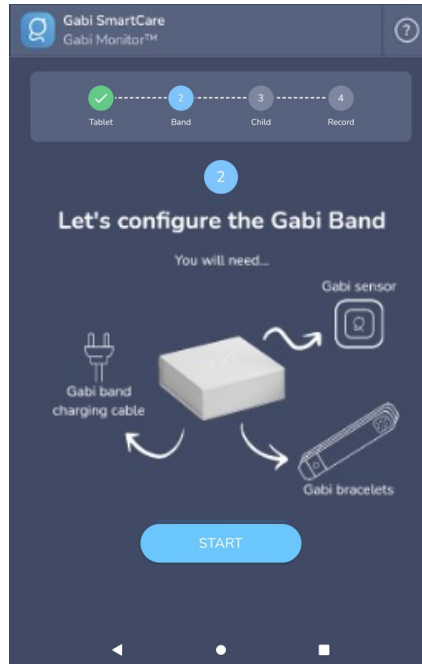 Gabi SmartCare
Gabi Monitor™
?
2
3
4
Tablet
Band
Child
Record
2
Let's configure the Gabi Band
You will need...
Gabi sensor
Gabi band
charging cable
Gabi bracelets
START